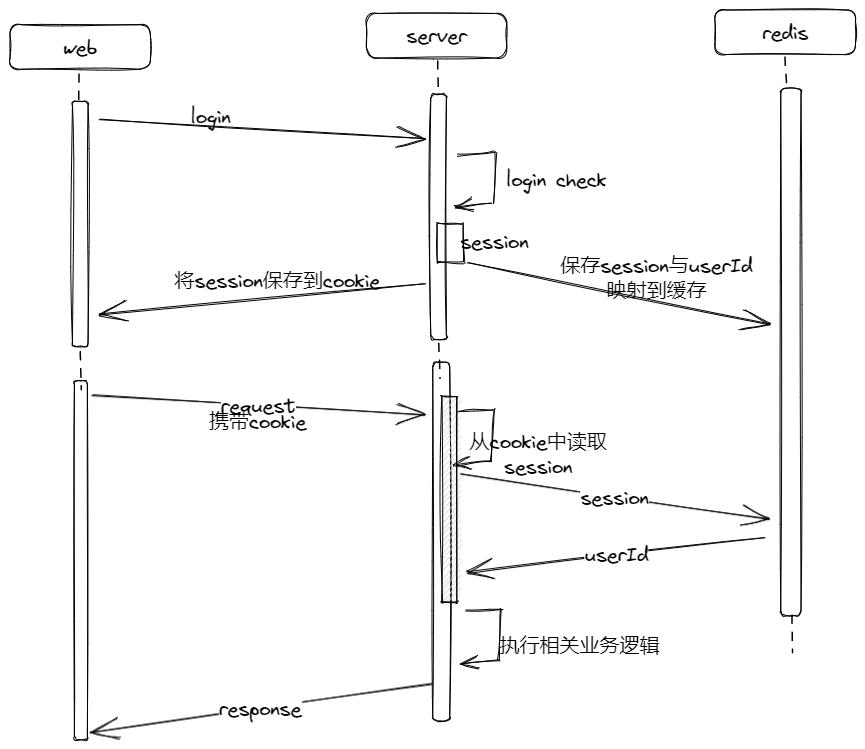 web
server
redis
login
login check
session
保存session与userId
映射到缓存
将session保存到cookie
request
携带cookie
从cookie中读取
session
session
userId
执行相关业务逻辑
response